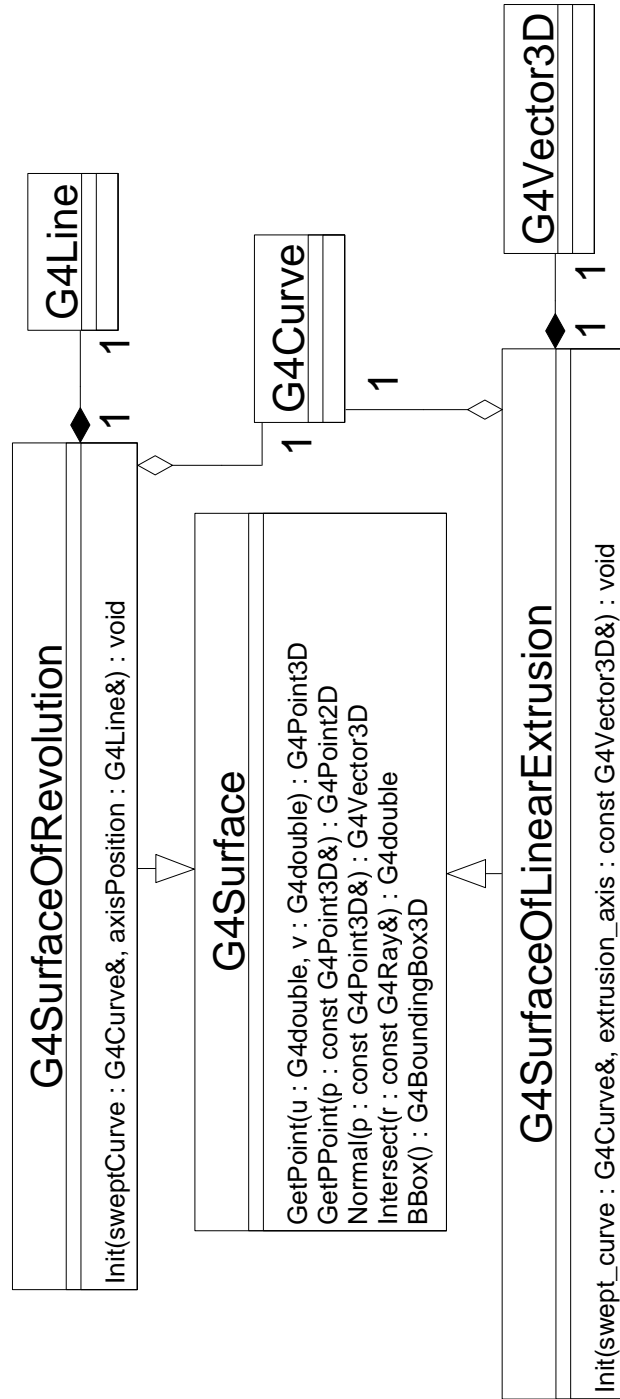 G4SurfaceOfRevolution
Init(sweptCurve : G4Curve&, axisPosition : G4Line&) : void
1
1
G4Line
G4Surface
GetPoint(u : G4double, v : G4double) : G4Point3D
GetPPoint(p : const G4Point3D&) : G4Point2D
Normal(p : const G4Point3D&) : G4Vector3D
Intersect(r : const G4Ray&) : G4double
BBox() : G4BoundingBox3D
1
G4Curve
1
G4SurfaceOfLinearExtrusion
Init(swept_curve : G4Curve&, extrusion_axis : const G4Vector3D&) : void
1
1
G4Vector3D